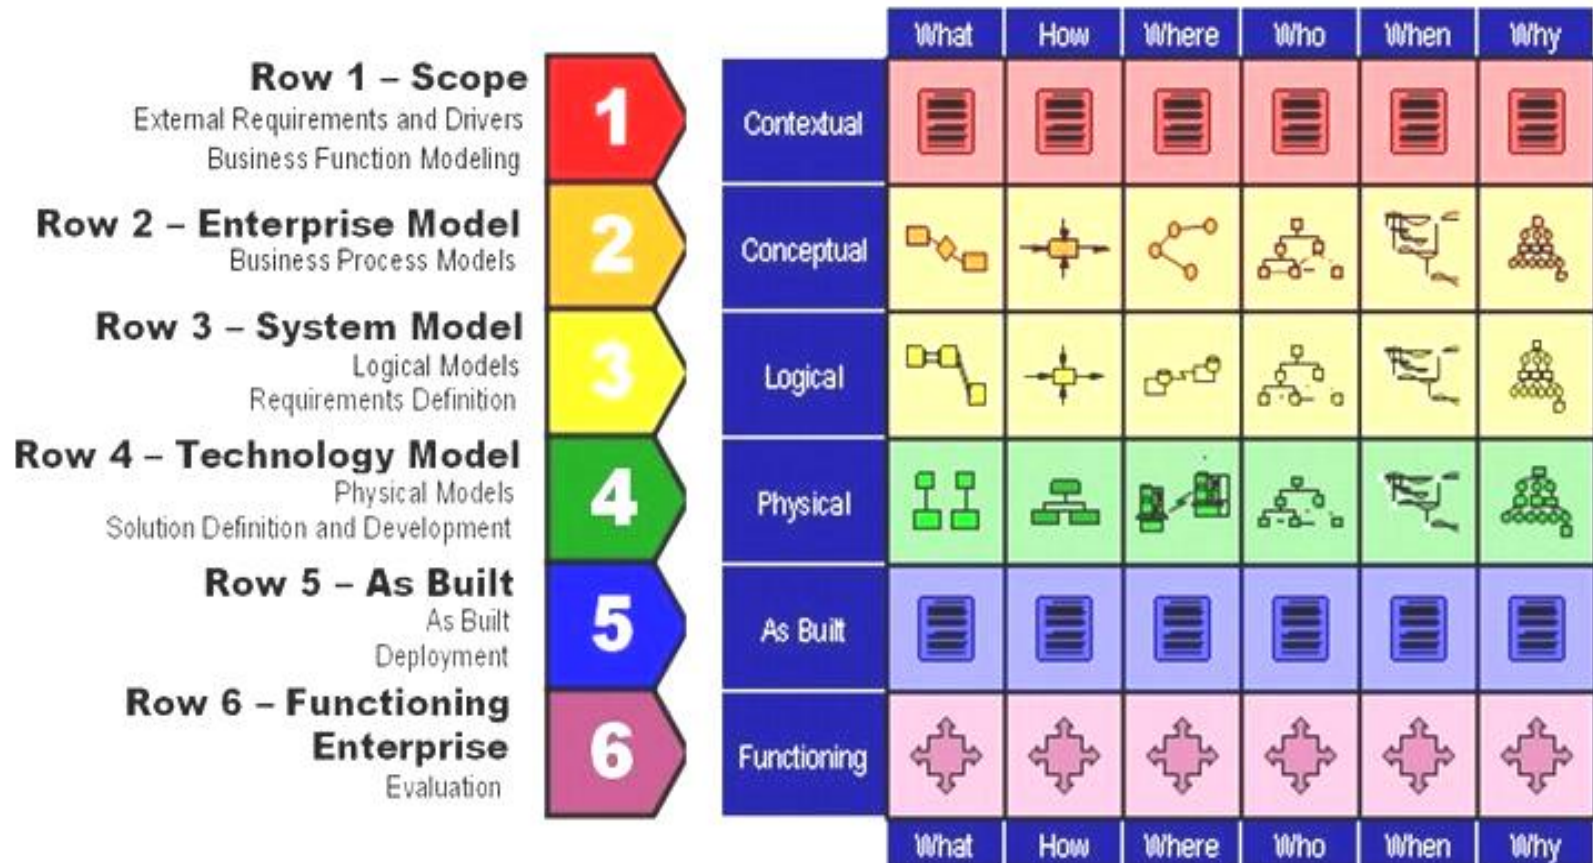 What How Where Who When Why
Row 1 – Scope
External Requirements and Drivers
Business Function Modeling
1
Contextual
Row 2 – Enterprise Model
Business Process Models
2
Conceptual
Row 3 – System Model
Logical Models
Requirements Definition
3
Logical
Row 4 – Technology Model
Physical Models
Solution Definition and Development
4
Physical
Row 5 – As Built
As Built
Deployment
5
As Built
Row 6 – Functioning
Enterprise
Evaluation
6
Functioning
What How Where Who When Why